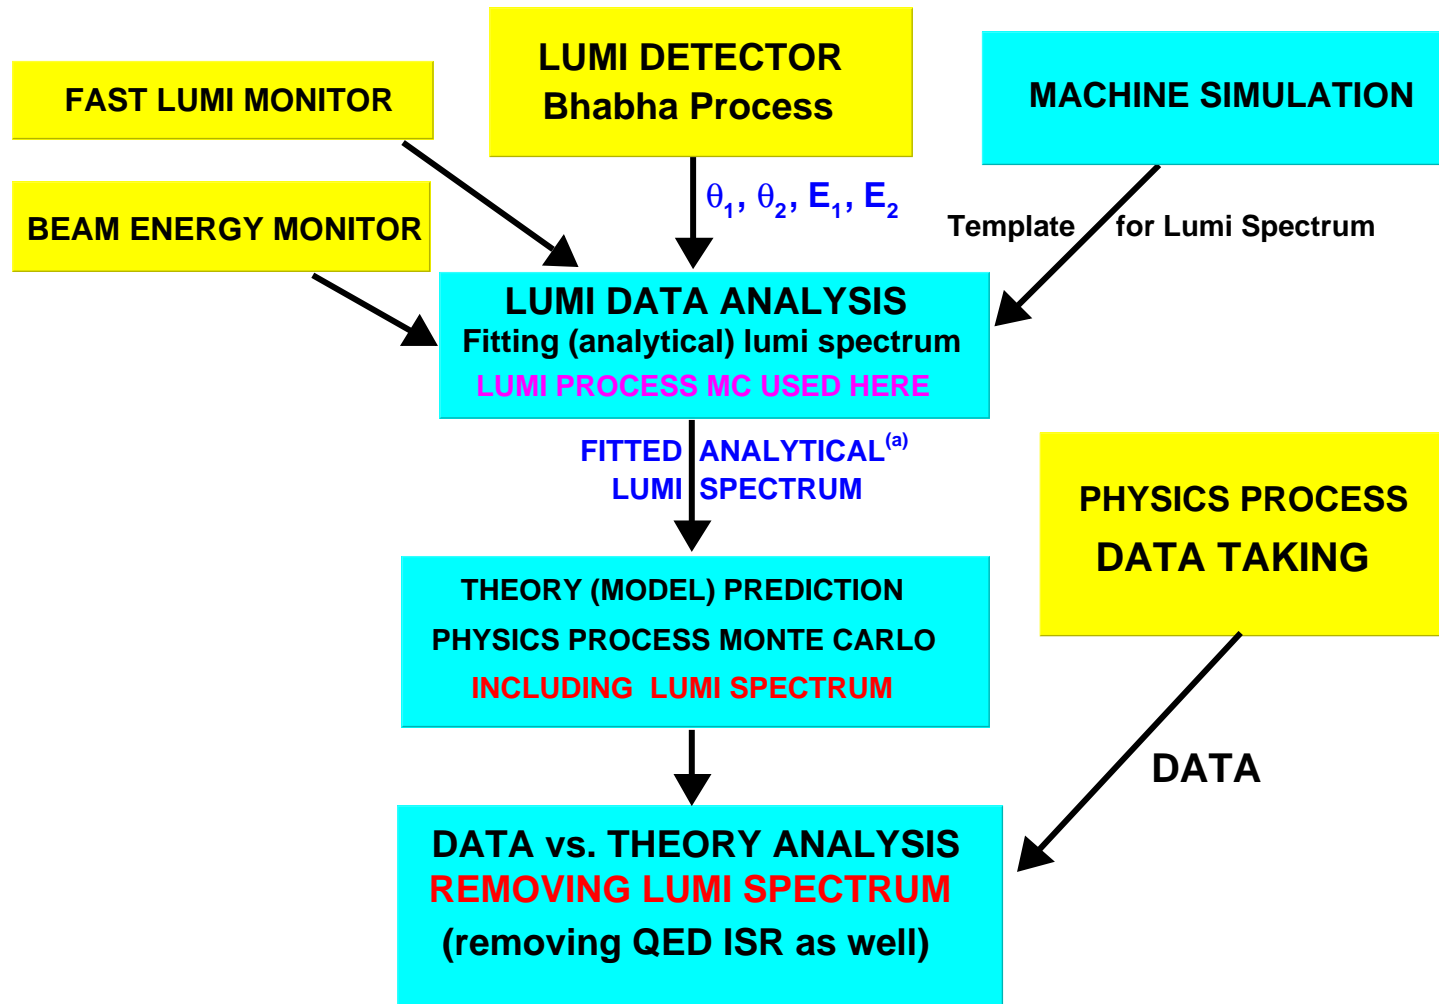 LUMI DETECTOR
Bhabha Process
FAST LUMI MONITOR
MACHINE SIMULATION
BEAM ENERGY MONITOR
θ₁, θ₂, E₁, E₂
Template for Lumi Spectrum
LUMI DATA ANALYSIS
Fitting (analytical) lumi spectrum
LUMI PROCESS MC USED HERE
FITTED ANALYTICAL⁽ᵃ⁾
LUMI SPECTRUM
PHYSICS PROCESS
DATA TAKING
THEORY (MODEL) PREDICTION
PHYSICS PROCESS MONTE CARLO
INCLUDING LUMI SPECTRUM
DATA
DATA vs. THEORY ANALYSIS
REMOVING LUMI SPECTRUM
(removing QED ISR as well)